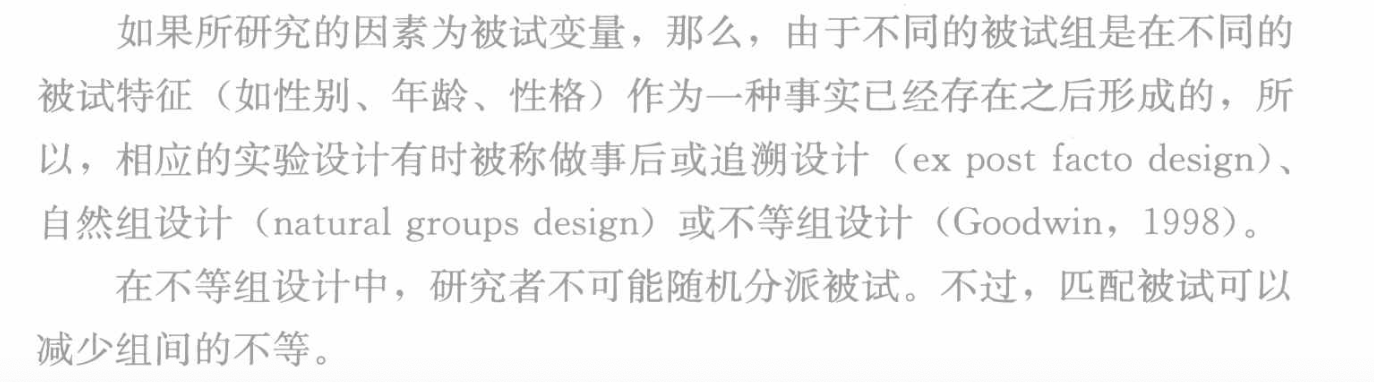 如果所研究的因素为被试变量，那么，由于不同的被试组是在不同的
被试特征（如性别、年龄、性格）作为一种事实已经存在之后形成的，所
以，相应的实验设计有时被称做事后或追溯设计（ex post facto design）、
自然组设计（natural groups design）或不等组设计（Goodwin，1998）。
在不等组设计中，研究者不可能随机分派被试。不过，匹配被试可以
减少组间的不等。